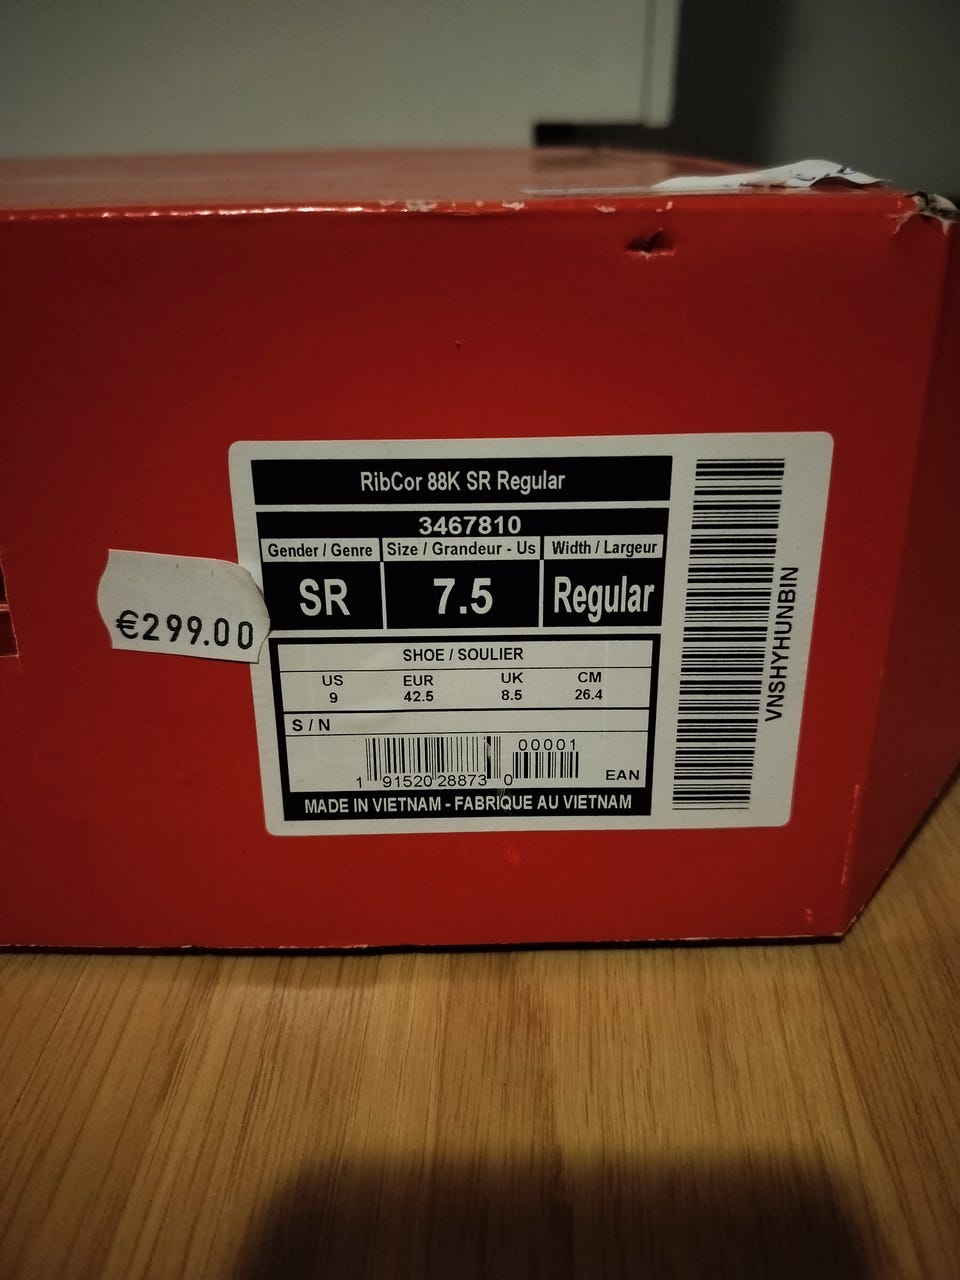 RibCor 88K SR Regular
3467810
Gender / Genre Size / Grandeur - Us Width / Largeur
SR 7.5 Regular
€299.00
SHOE / SOULIER
US EUR UK CM
9 42.5 8.5 26.4
S / N
00001
1 91520 28873 0 EAN
MADE IN VIETNAM - FABRIQUE AU VIETNAM
VNSHYHUNBIN